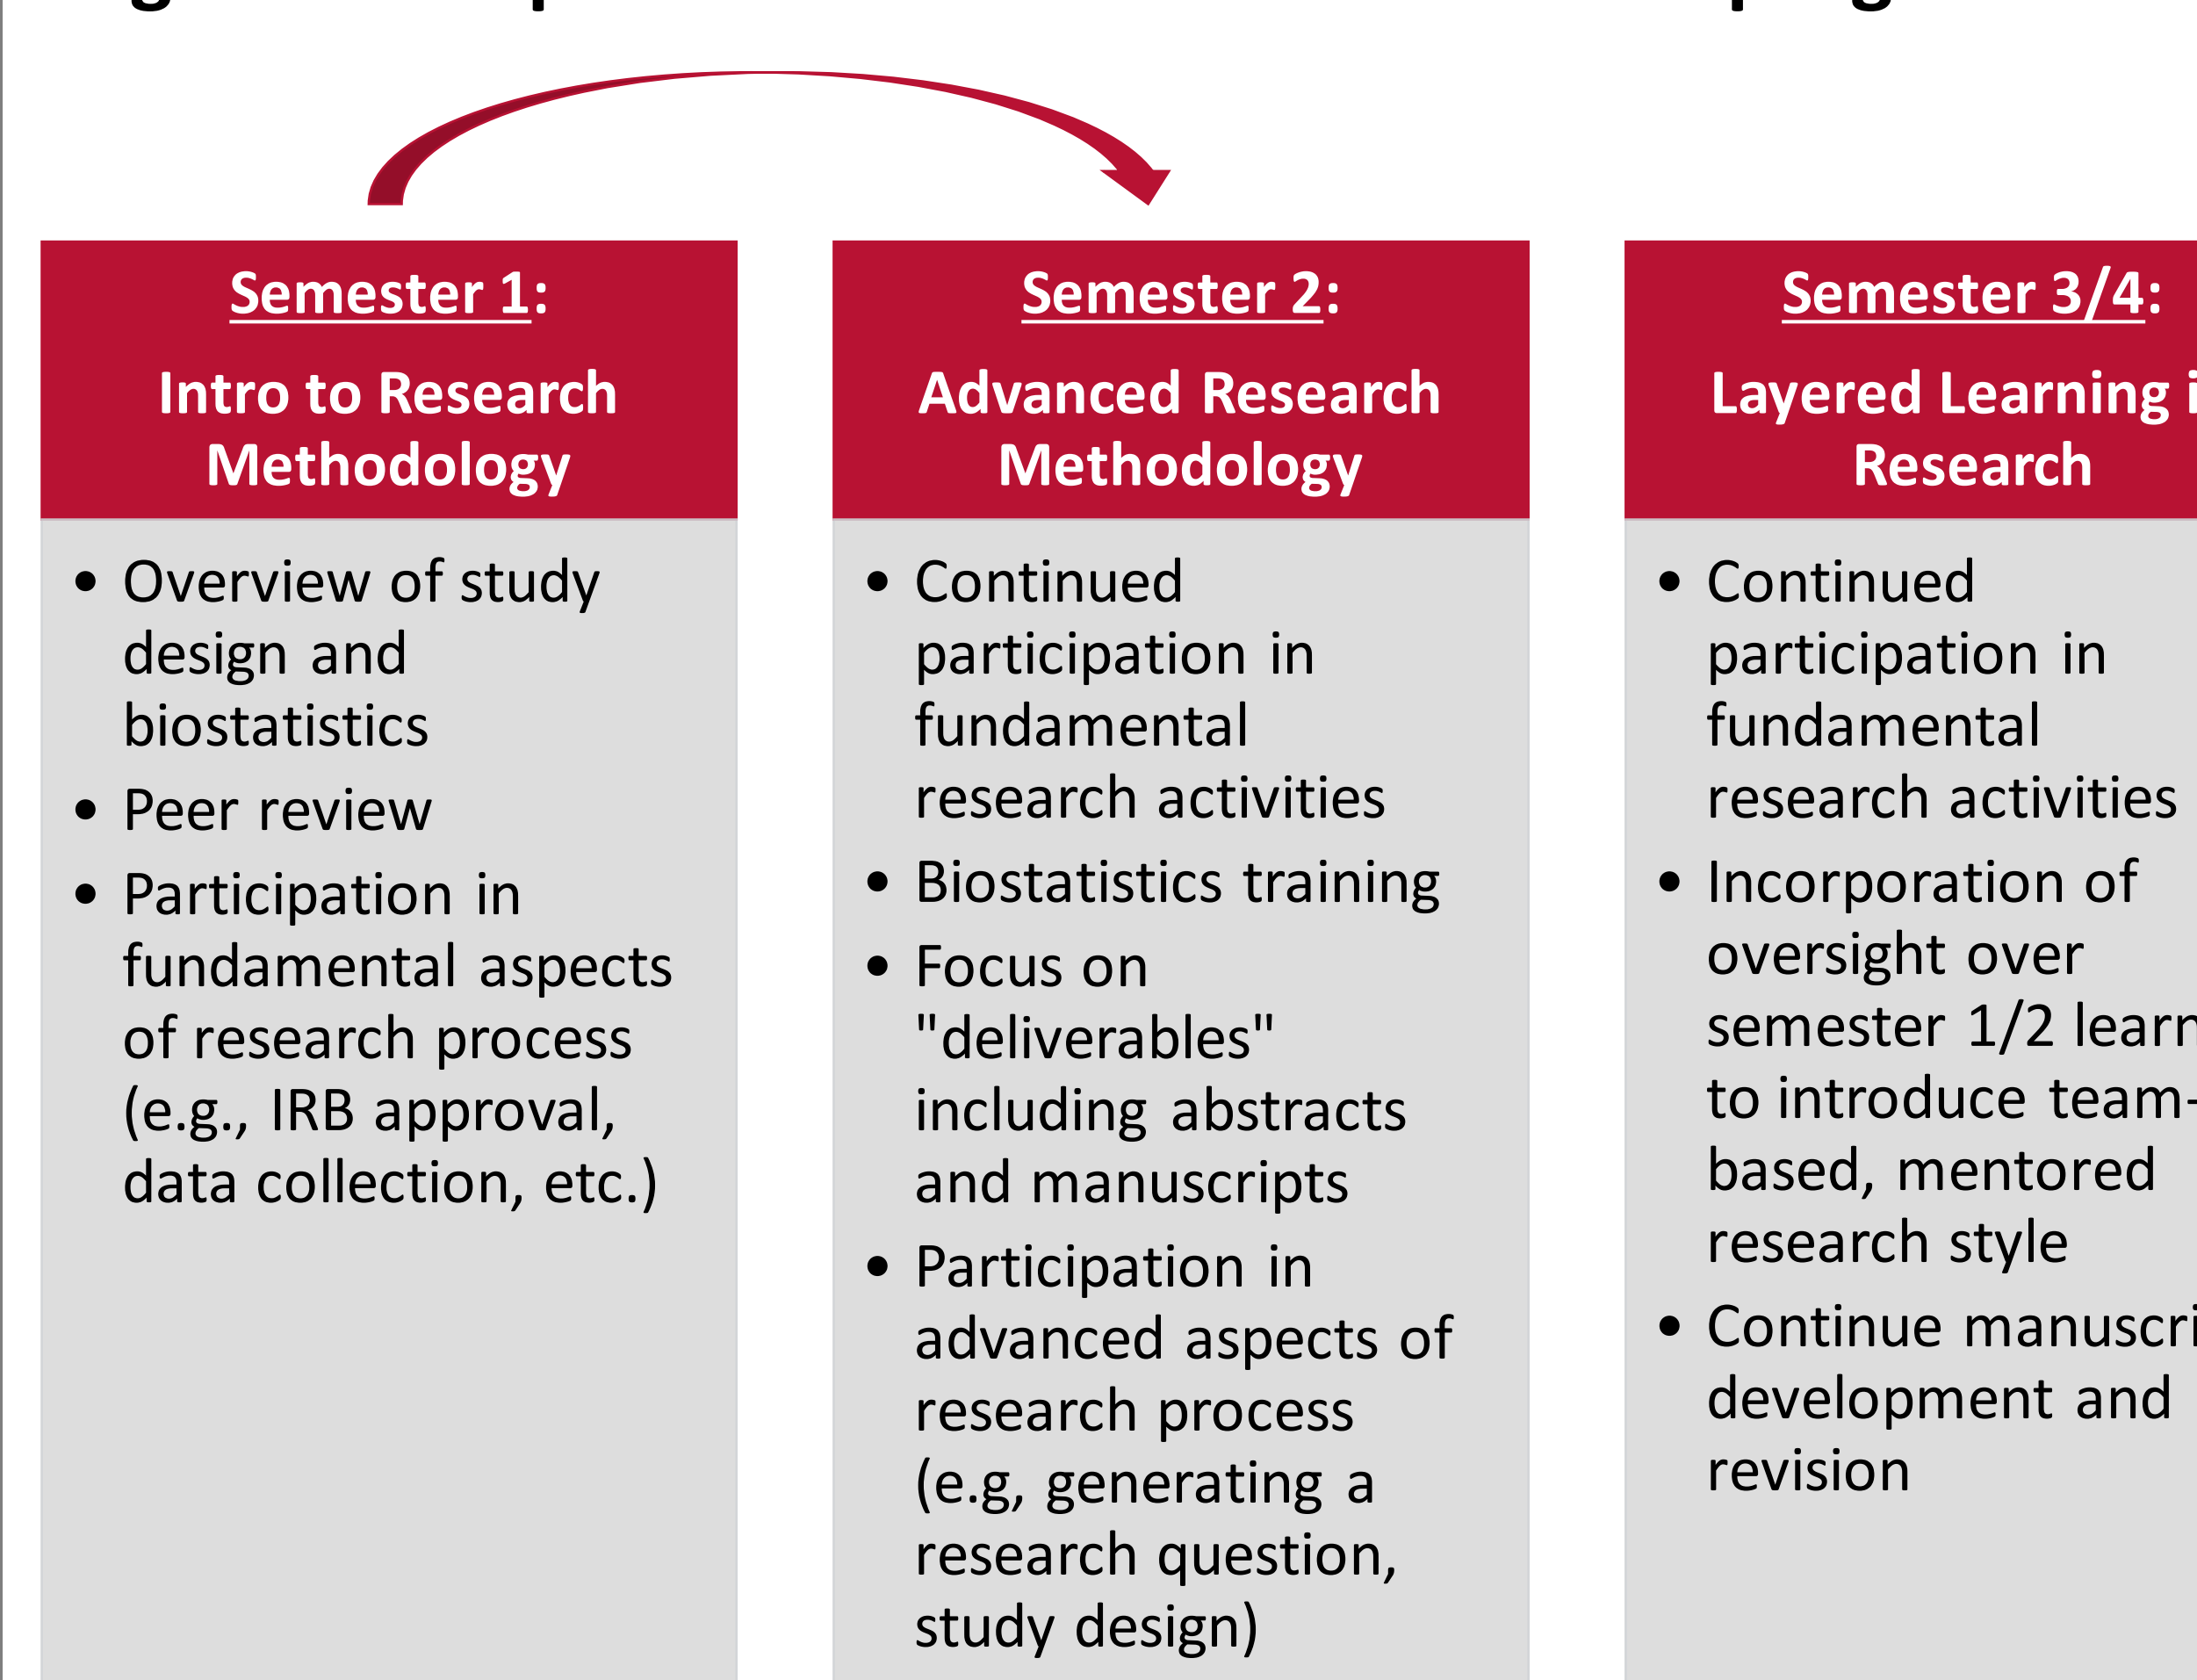 Semester 1:
Intro to Research
Methodology
• Overview of study
design and
biostatistics
• Peer review
• Participation in
fundamental aspects
of research process
(e.g., IRB approval,
data collection, etc.)
Semester 2:
Advanced Research
Methodology
• Continued
participation in
fundamental
research activities
• Biostatistics training
• Focus on
"deliverables"
including abstracts
and manuscripts
• Participation in
advanced aspects of
research process
(e.g, generating a
research question,
study design)
Semester 3/4:
Layered Learning
Research
• Continued
participation in
fundamental
research activities
• Incorporation of
oversight over
semester 1/2
to introduce team-
based, mentored
research style
• Continue
development and
revision